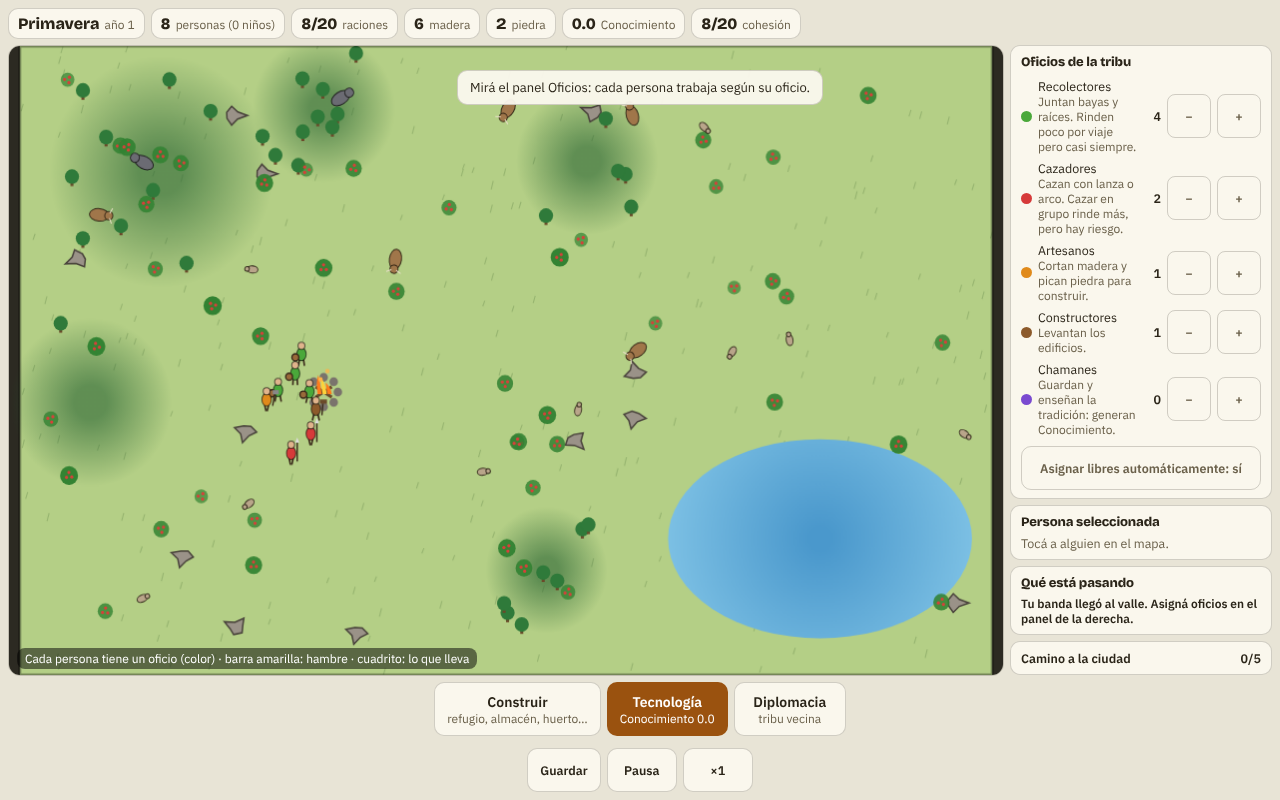 Primavera año 1
8 personas (0 niños)
8/20 raciones
6 madera
2 piedra
0.0 Conocimiento
8/20 cohesión
Mirá el panel Oficios: cada persona trabaja según su oficio.
Cada persona tiene un oficio (color) · barra amarilla: hambre · cuadrito: lo que lleva
Oficios de la tribu
Recolectores
Juntan bayas y
raíces. Rinden
poco por viaje
pero casi siempre.
4 − +
Cazadores
Cazan con lanza o
arco. Cazar en
grupo rinde más,
pero hay riesgo.
2 − +
Artesanos
Cortan madera y
pican piedra para
construir.
1 − +
Constructores
Levantan los
edificios.
1 − +
Chamanes
Guardan y
enseñan la
tradición: generan
Conocimiento.
0 − +
Asignar libres automáticamente: sí
Persona seleccionada
Tocá a alguien en el mapa.
Qué está pasando
Tu banda llegó al valle. Asigná oficios en el
panel de la derecha.
Camino a la ciudad 0/5
Construir
refugio, almacén, huerto…
Tecnología
Conocimiento 0.0
Diplomacia
tribu vecina
Guardar
Pausa
×1